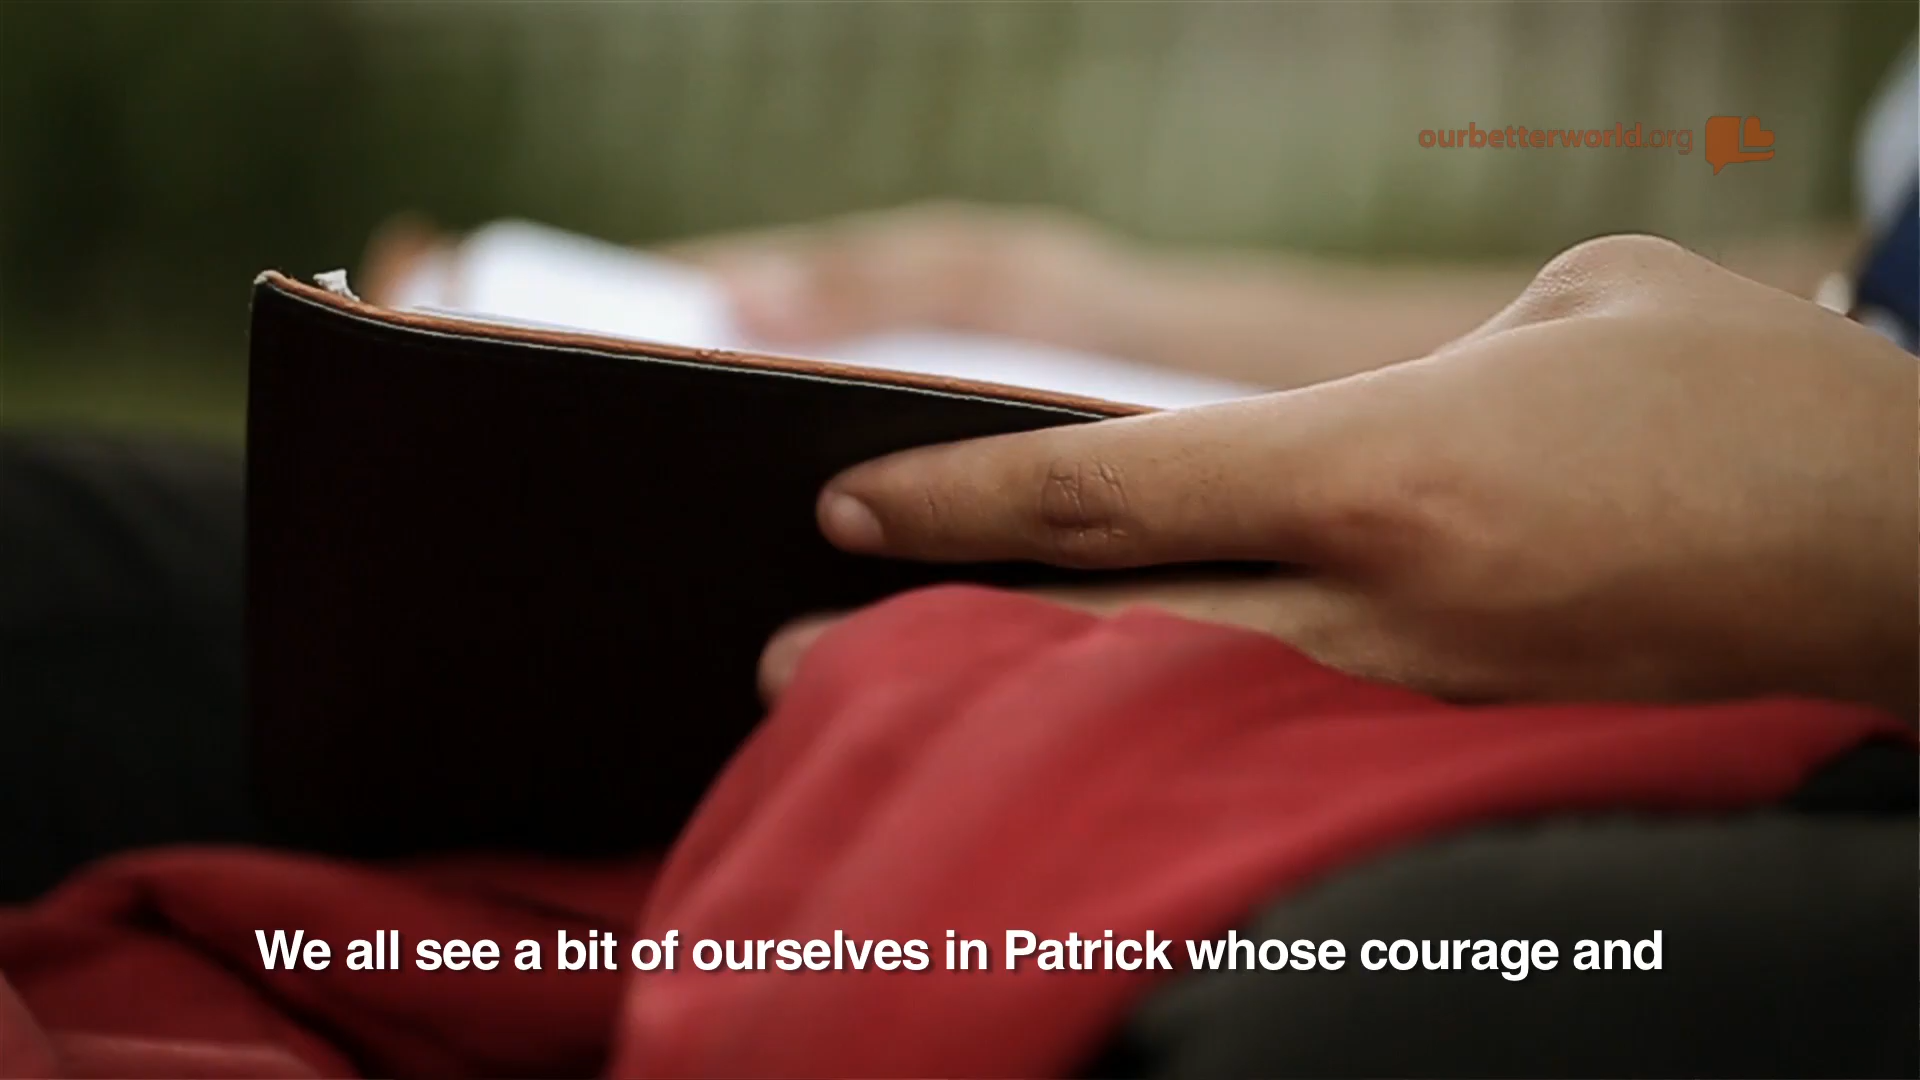 ourbetterworld.org
We all see a bit of ourselves in Patrick whose courage and